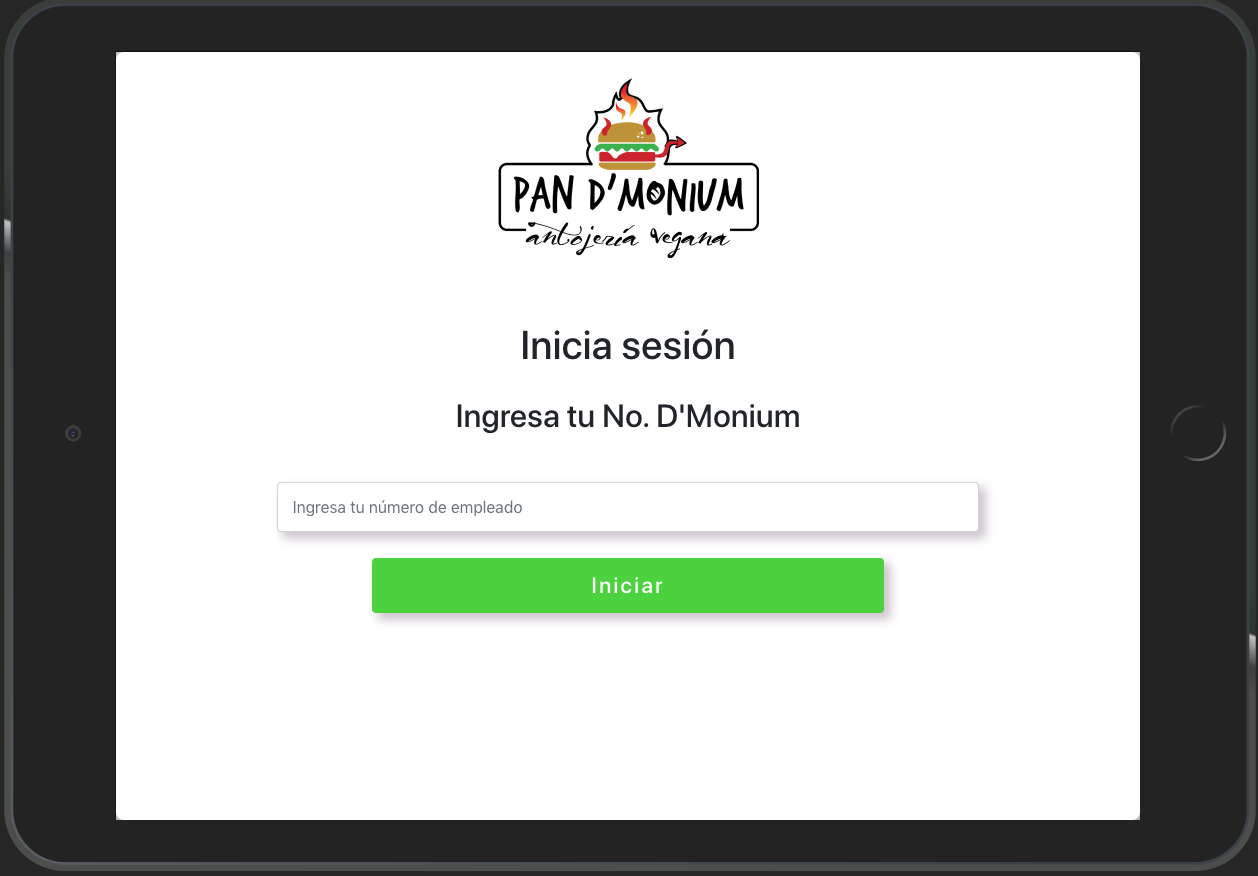 PAN D'MONIUM
antojería vegana
Inicia sesión
Ingresa tu No. D'Monium
Ingresa tu número de empleado
Iniciar